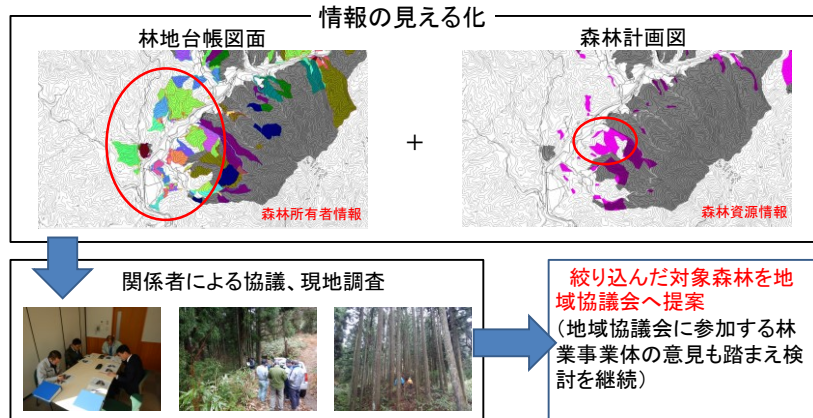 情報の見える化
林地台帳図面
森林計画図
+
森林所有者情報
森林資源情報
関係者による協議、現地調査
絞り込んだ対象森林を地
域協議会へ提案
(地域協議会に参加する林
業事業体の意見も踏まえ検
討を継続)